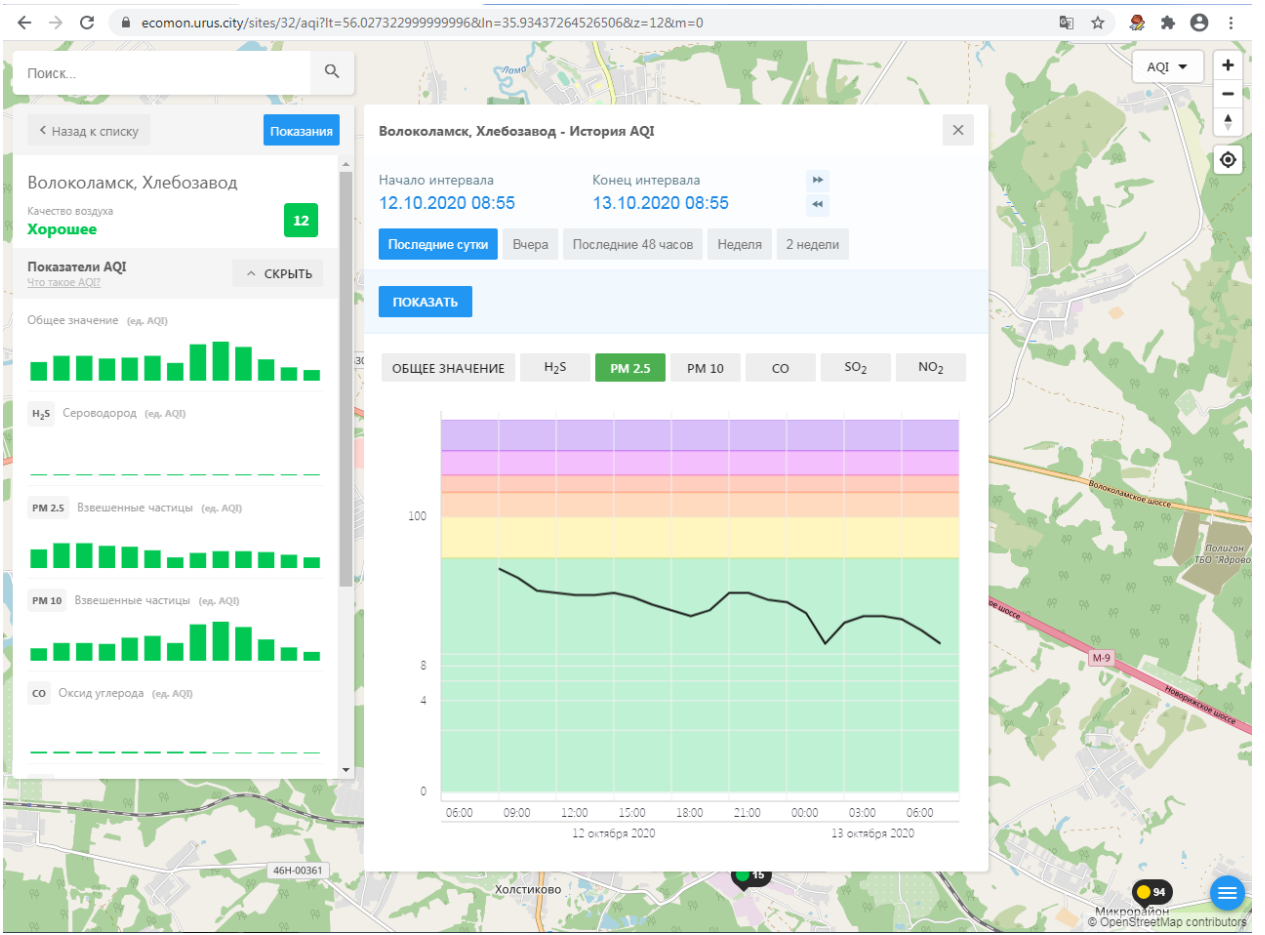 ecomon.urus.city/sites/32/aqi?lt=56.02732299999996&ln=35.93437264526506&z=12&m=0
Поиск...
AQI
Назад к списку
Показания
Волоколамск, Хлебозавод
Качество воздуха
Хорошее
12
Показатели AQI
Что такое AQI?
СКРЫТЬ
Общее значение (ед. AQI)
H₂S Сероводород (ед. AQI)
PM 2.5 Взвешенные частицы (ед. AQI)
PM 10 Взвешенные частицы (ед. AQI)
CO Оксид углерода (ед. AQI)
Волоколамск, Хлебозавод - История AQI
Начало интервала Конец интервала
12.10.2020 08:55 13.10.2020 08:55
Последние сутки Вчера Последние 48 часов Неделя 2 недели
ПОКАЗАТЬ
ОБЩЕЕ ЗНАЧЕНИЕ H₂S PM 2.5 PM 10 CO SO₂ NO₂
100
8
4
0
06:00 09:00 12:00 15:00 18:00 21:00 00:00 03:00 06:00
12 октября 2020 13 октября 2020
Волоколамское шоссе
Полигон
ТБО "Ядрово
М-9
Новорижское шоссе
46Н-00361
Холстиково
15
94
Микрорайон
© OpenStreetMap contributors